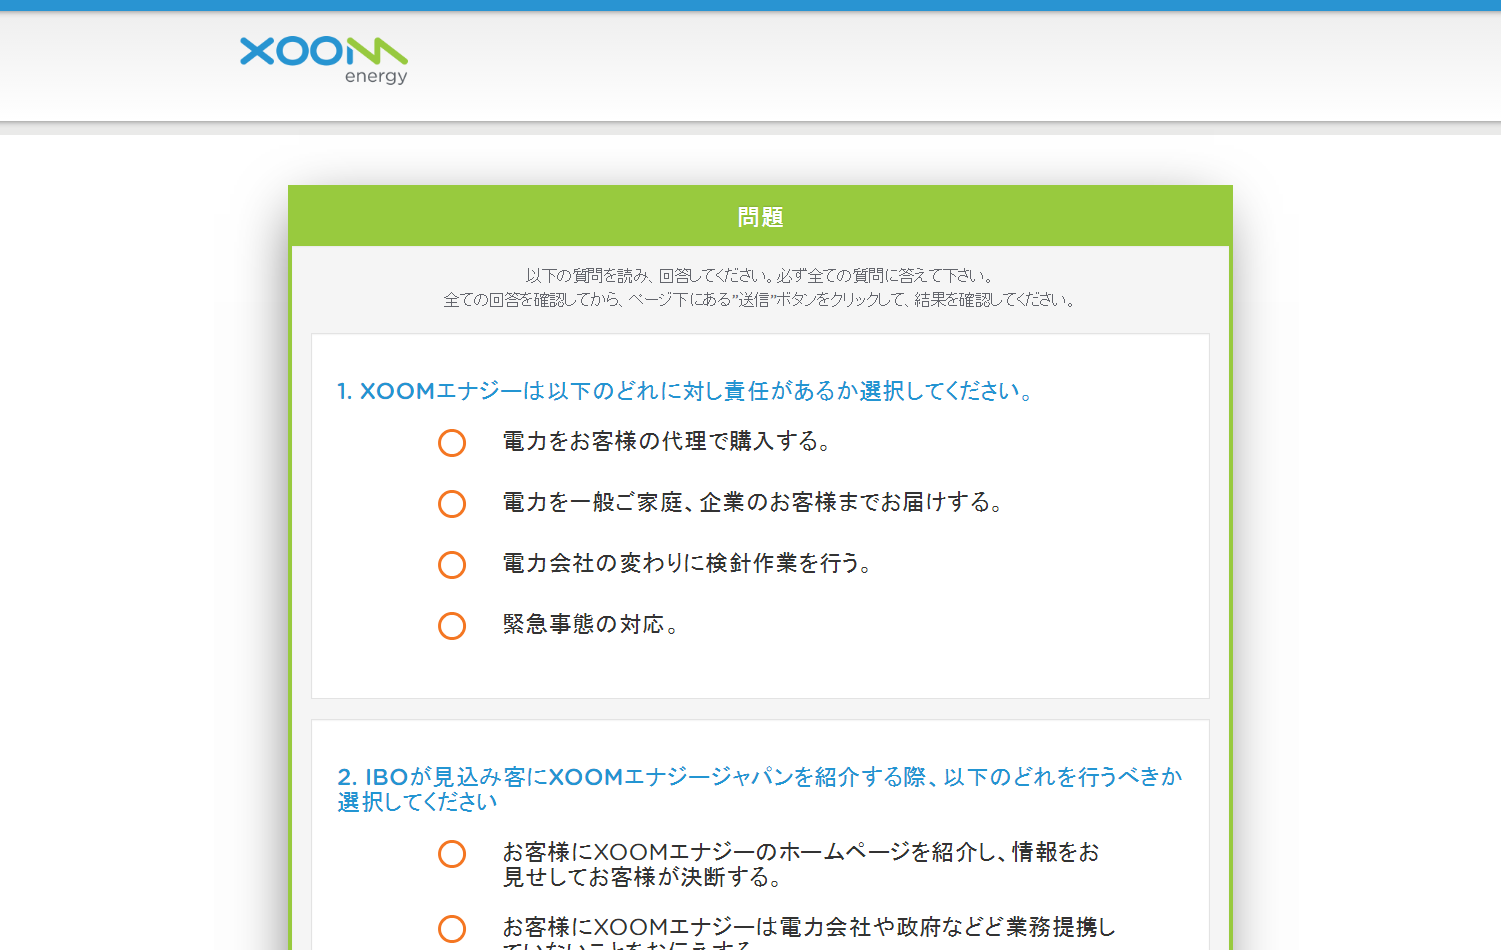 XOOM
energy
問題
以下の質問を読み、回答してください。必ず全ての質問に答えて下さい。
全ての回答を確認してから、ページ下にある”送信”ボタンをクリックして、結果を確認してください。
1. XOOMエナジーは以下のどれに対し責任があるか選択してください。
電力をお客様の代理で購入する。
電力を一般ご家庭、企業のお客様までお届けする。
電力会社の変わりに検針作業を行う。
緊急事態の対応。
2. IBOが見込み客にXOOMエナジージャパンを紹介する際、以下のどれを行うべきか
選択してください
お客様にXOOMエナジーのホームページを紹介し、情報をお
見せしてお客様が決断する。
お客様にXOOMエナジーは電力会社や政府などど業務提携し
ていないことをお伝えする